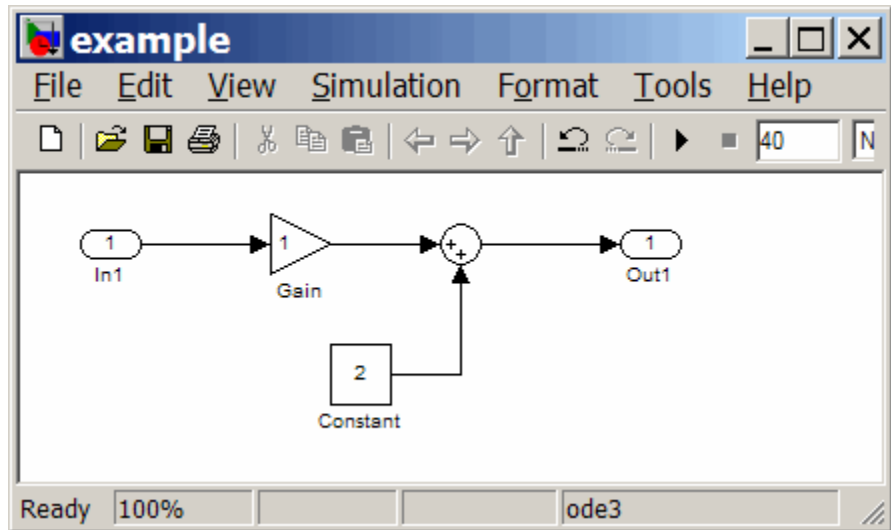 example
File Edit View Simulation Format Tools Help
40 N
1 1 + 1
+
In1 Out1
Gain
2
Constant
Ready 100% ode3